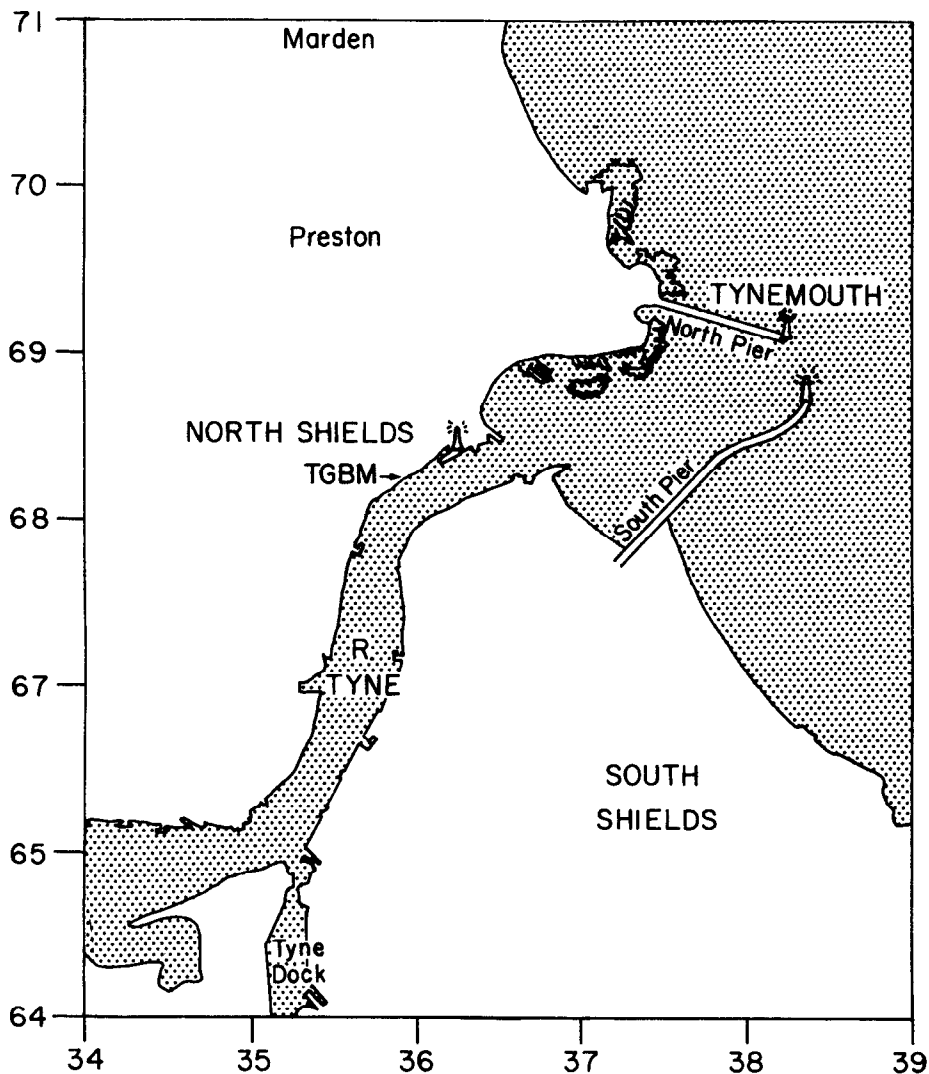 71
Marden
70
Preston
TYNEMOUTH
North Pier
69
NORTH SHIELDS
TGBM
South Pier
68
R
TYNE
67
SOUTH
SHIELDS
65
Tyne
Dock
64
34 35 36 37 38 39